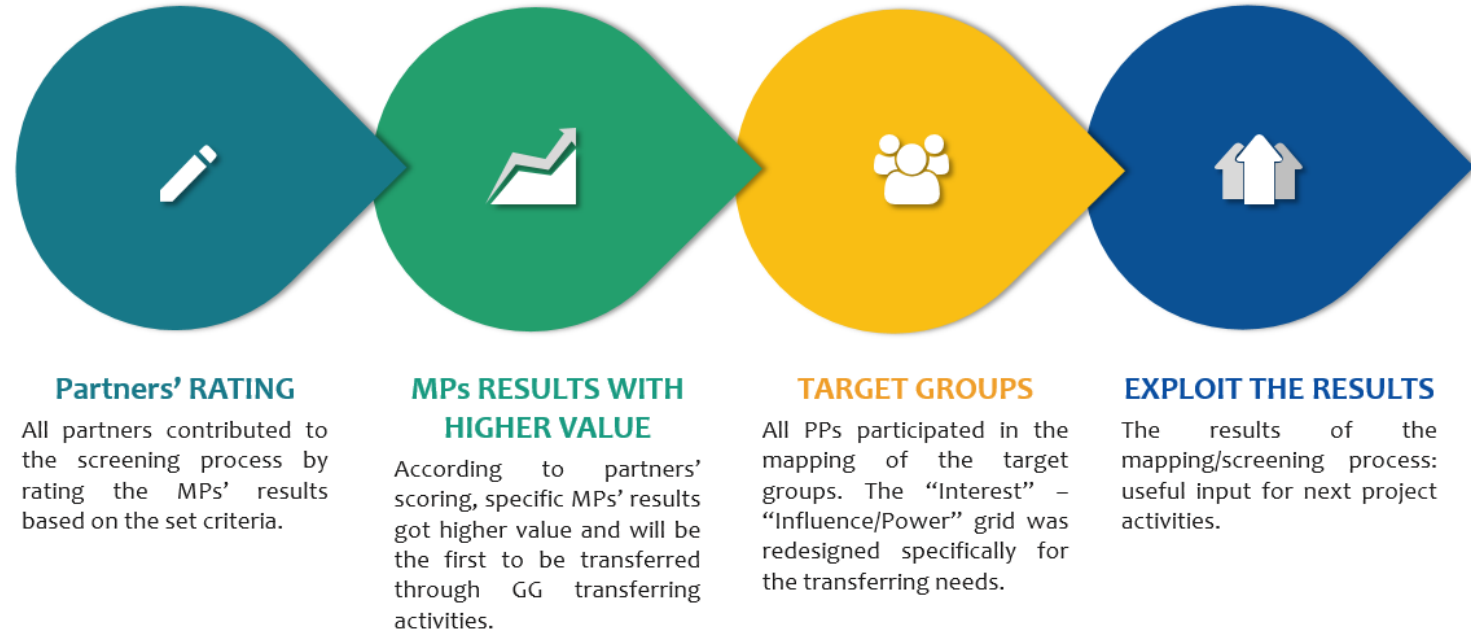 Partners’ RATING
All partners contributed to
the screening process by
rating the MPs’ results
based on the set criteria.
MPs RESULTS WITH
HIGHER VALUE
According to partners’
scoring, specific MPs’ results
got higher value and will be
the first to be transferred
through GG transferring
activities.
TARGET GROUPS
All PPs participated in the
mapping of the target
groups. The “Interest” –
“Influence/Power” grid was
redesigned specifically for
the transferring needs.
EXPLOIT THE RESULTS
The results of the
mapping/screening process:
useful input for next project
activities.